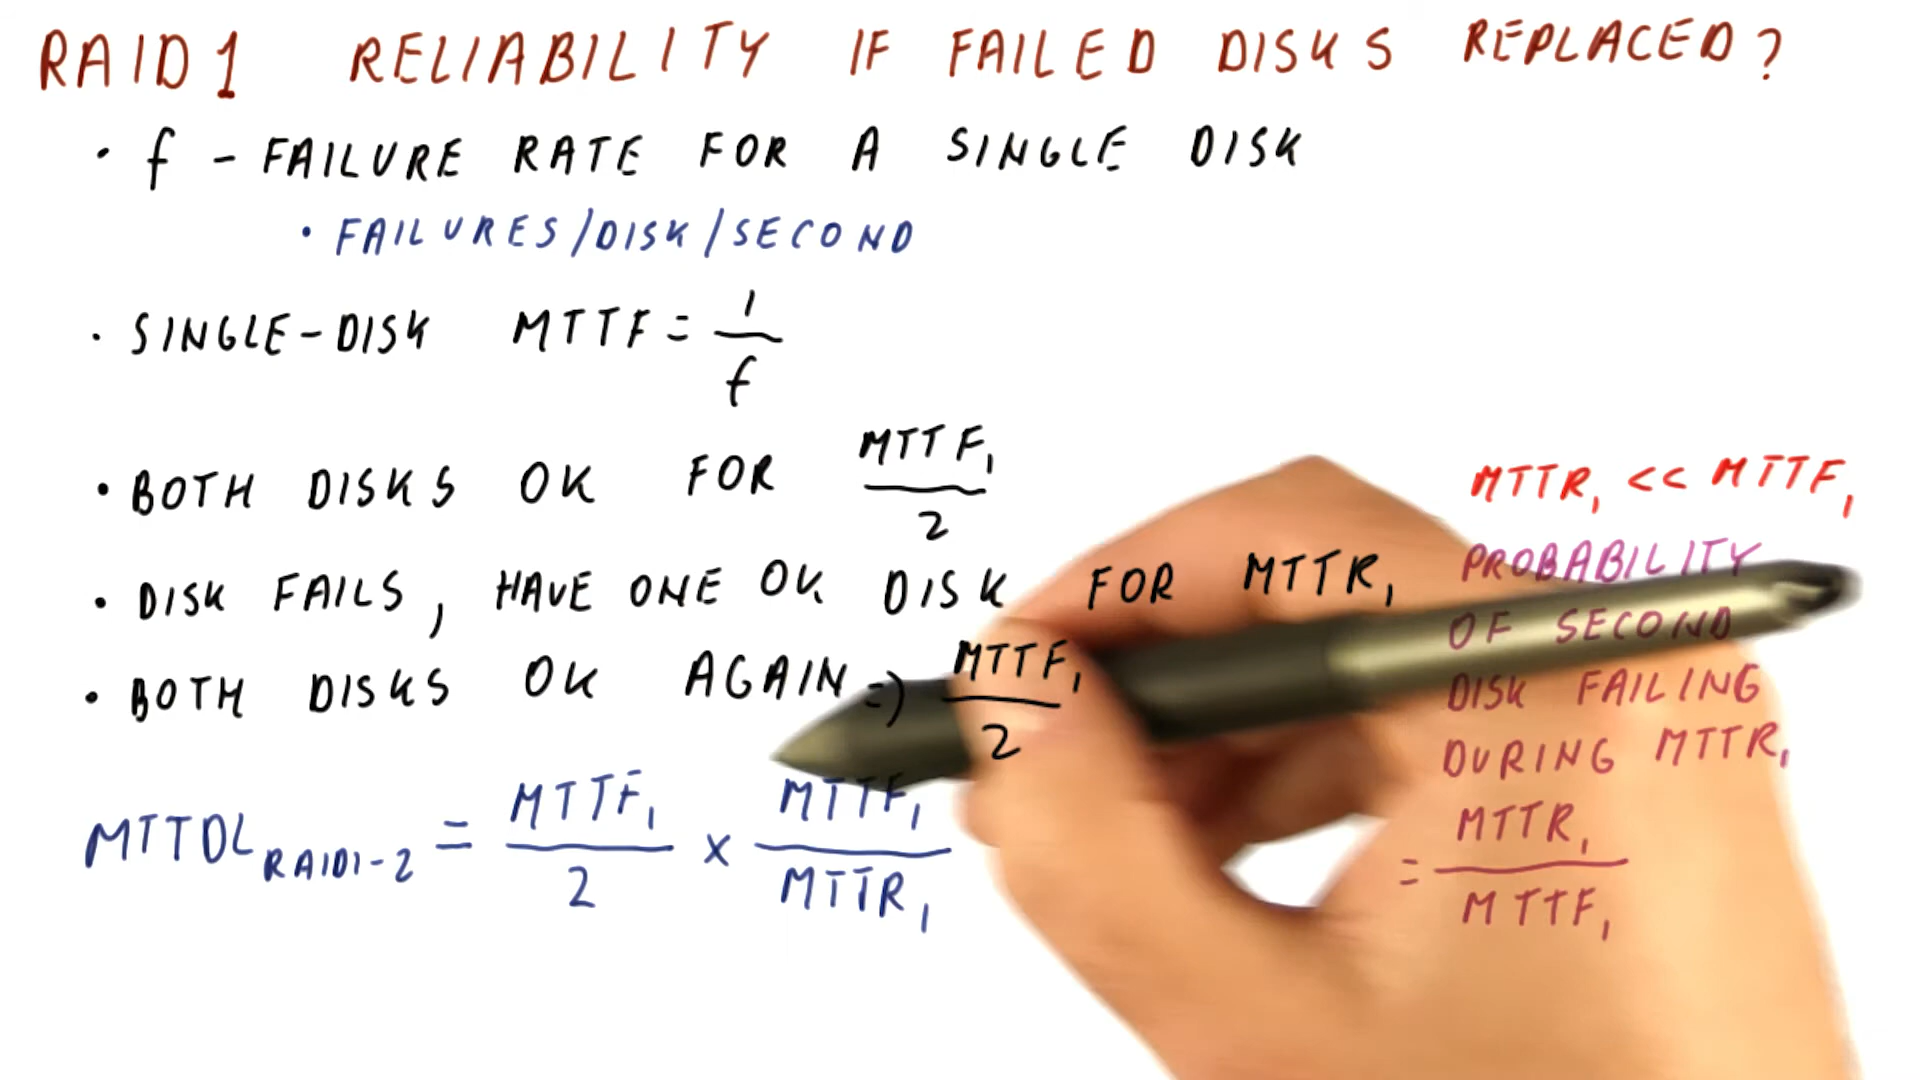 RAID1 RELIABILITY IF FAILED DISKS REPLACED?
• f - FAILURE RATE FOR A SINGLE DISK
• FAILURES/DISK/SECOND
• SINGLE-DISK MTTF = 1/f
• BOTH DISKS OK FOR MTTF₁/2
• DISK FAILS, HAVE ONE OK DISK FOR MTTR₁
• BOTH DISKS OK AGAIN => MTTF₁/2
MTTDL RAID1-2 = MTTF₁/2 × MTTF₁/MTTR₁
MTTR₁ << MTTF₁
PROBABILITY
OF SECOND
DISK FAILING
DURING MTTR₁
= MTTR₁/MTTF₁